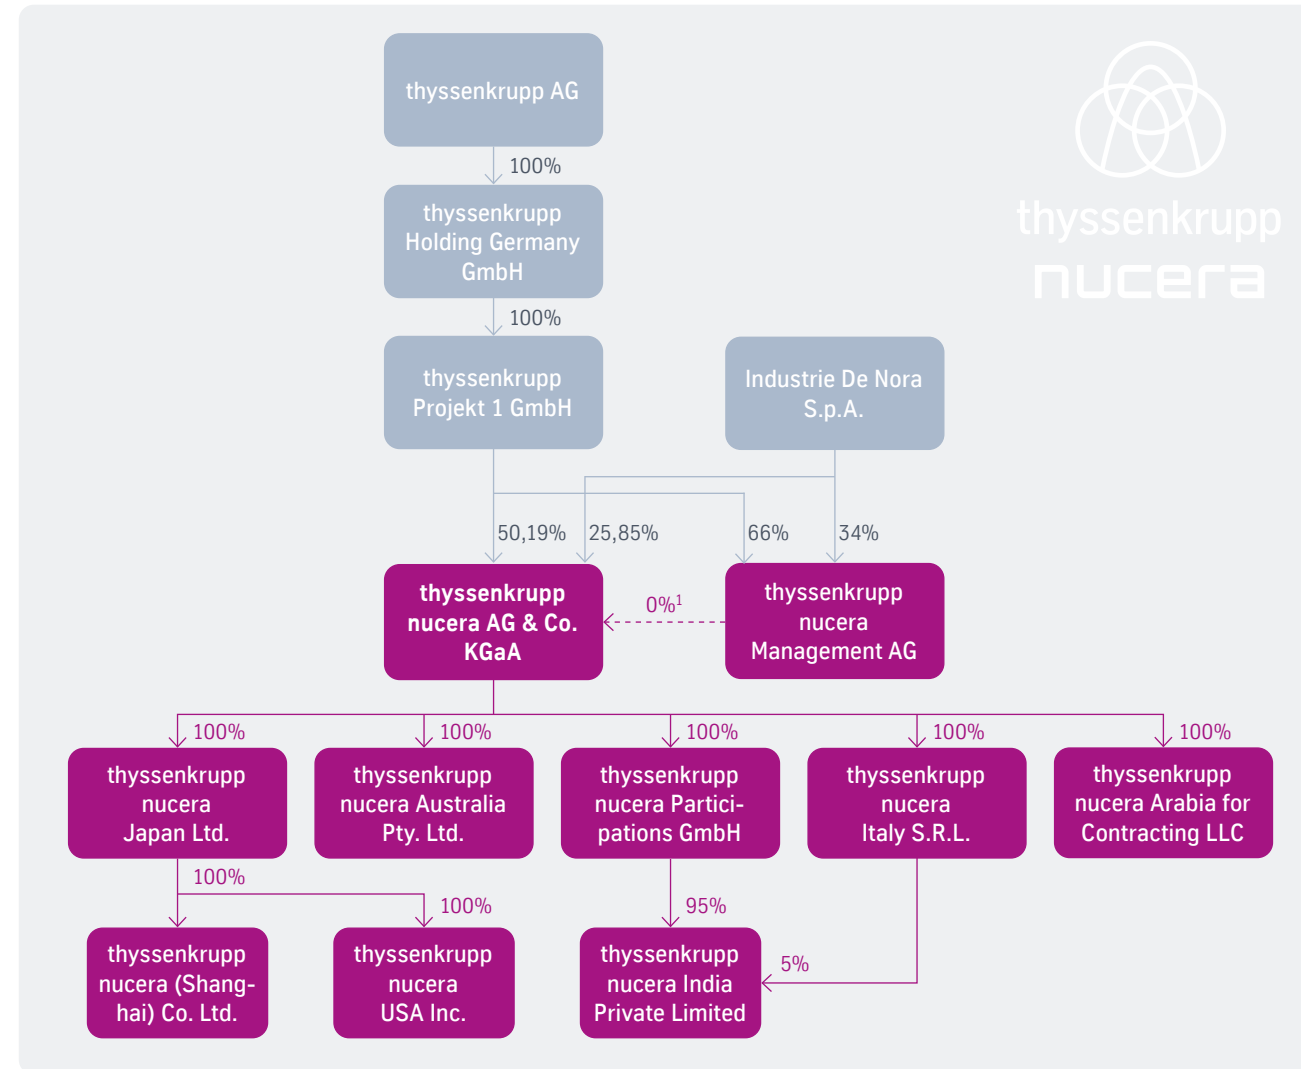 thyssenkrupp AG
thyssenkrupp
nucera
100%
thyssenkrupp
Holding Germany
GmbH
100%
thyssenkrupp
Projekt 1 GmbH
Industrie De Nora
S.p.A.
50,19%
25,85%
66%
34%
thyssenkrupp
nucera AG & Co.
KGaA
0%¹
thyssenkrupp
nucera
Management AG
100%
100%
100%
100%
100%
thyssenkrupp
nucera
Japan Ltd.
thyssenkrupp
nucera Australia
Pty. Ltd.
thyssenkrupp
nucera Partici-
pations GmbH
thyssenkrupp
nucera
Italy S.R.L.
thyssenkrupp
nucera Arabia for
Contracting LLC
100%
100%
95%
5%
thyssenkrupp
nucera (Shang-
hai) Co. Ltd.
thyssenkrupp
nucera
USA Inc.
thyssenkrupp
nucera India
Private Limited